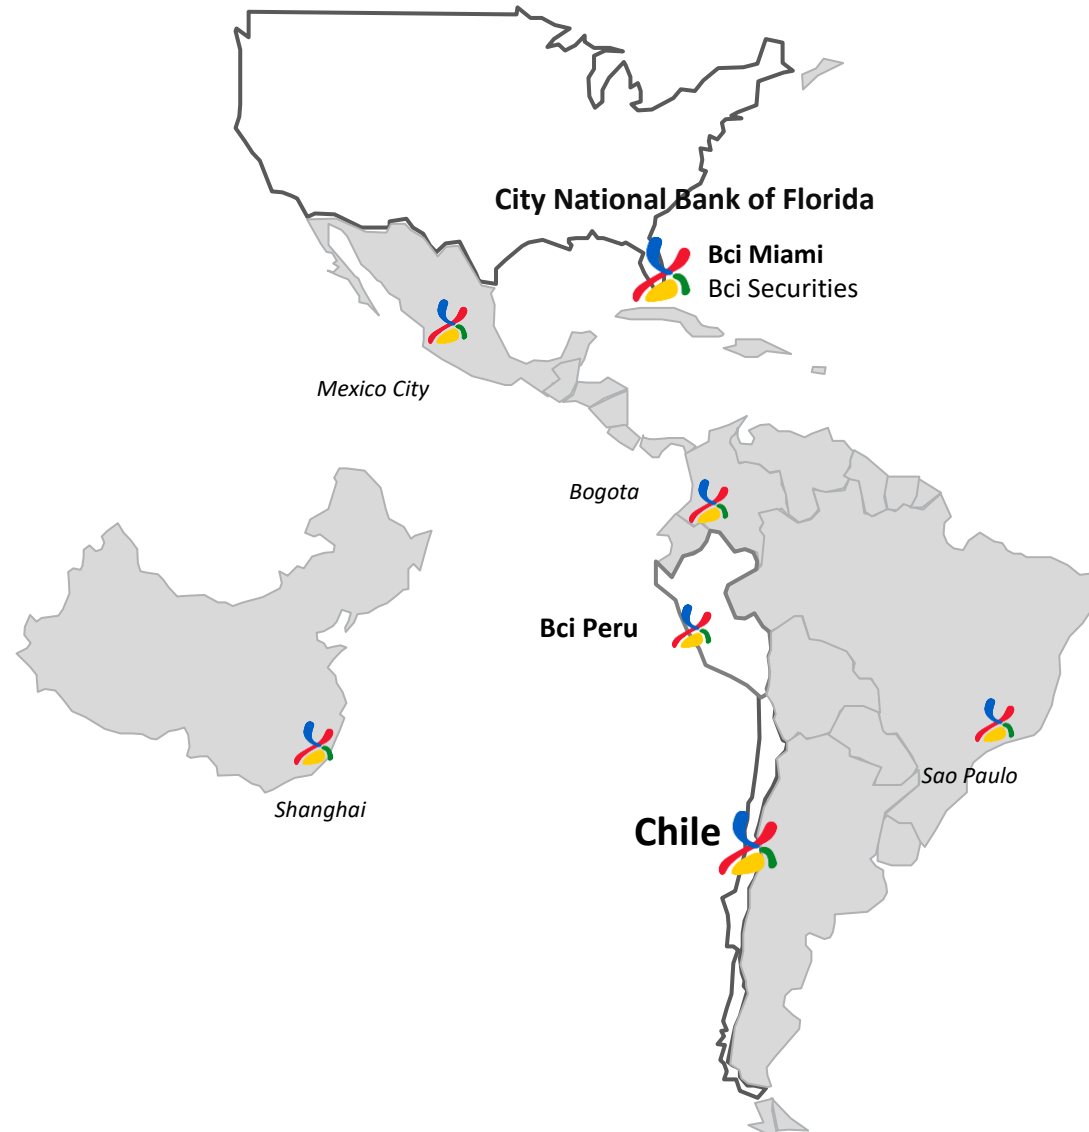 City National Bank of Florida
Bci Miami
Bci Securities
Mexico City
Bogota
Bci Peru
Sao Paulo
Shanghai
Chile